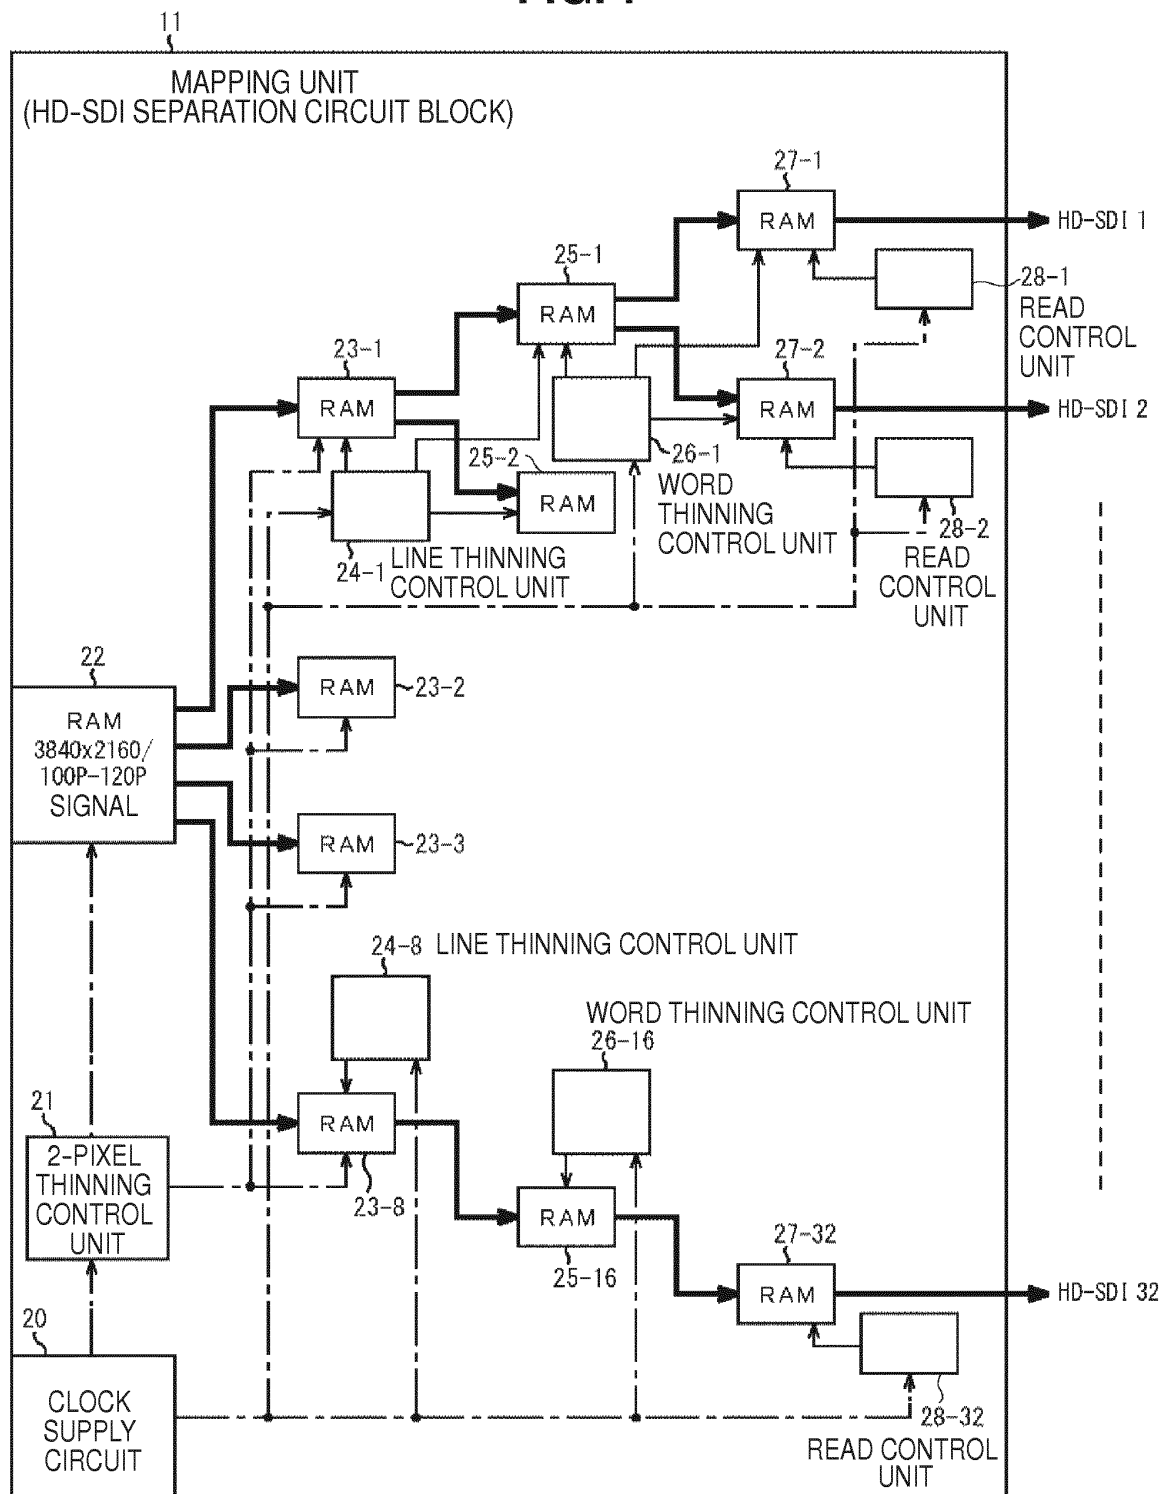 11
MAPPING UNIT
(HD-SDI SEPARATION CIRCUIT BLOCK)
27-1
RAM
HD-SDI 1
25-1
RAM
28-1
READ
CONTROL
UNIT
23-1
RAM
27-2
RAM
HD-SDI 2
25-2
RAM
26-1
WORD
THINNING
CONTROL UNIT
28-2
READ
CONTROL
UNIT
24-1
LINE THINNING
CONTROL UNIT
22
RAM
3840x2160/
100P-120P
SIGNAL
RAM
23-2
RAM
23-3
24-8 LINE THINNING CONTROL UNIT
WORD THINNING CONTROL UNIT
26-16
21
2-PIXEL
THINNING
CONTROL
UNIT
RAM
23-8
RAM
25-16
27-32
RAM
HD-SDI 32
20
CLOCK
SUPPLY
CIRCUIT
28-32
READ CONTROL
UNIT